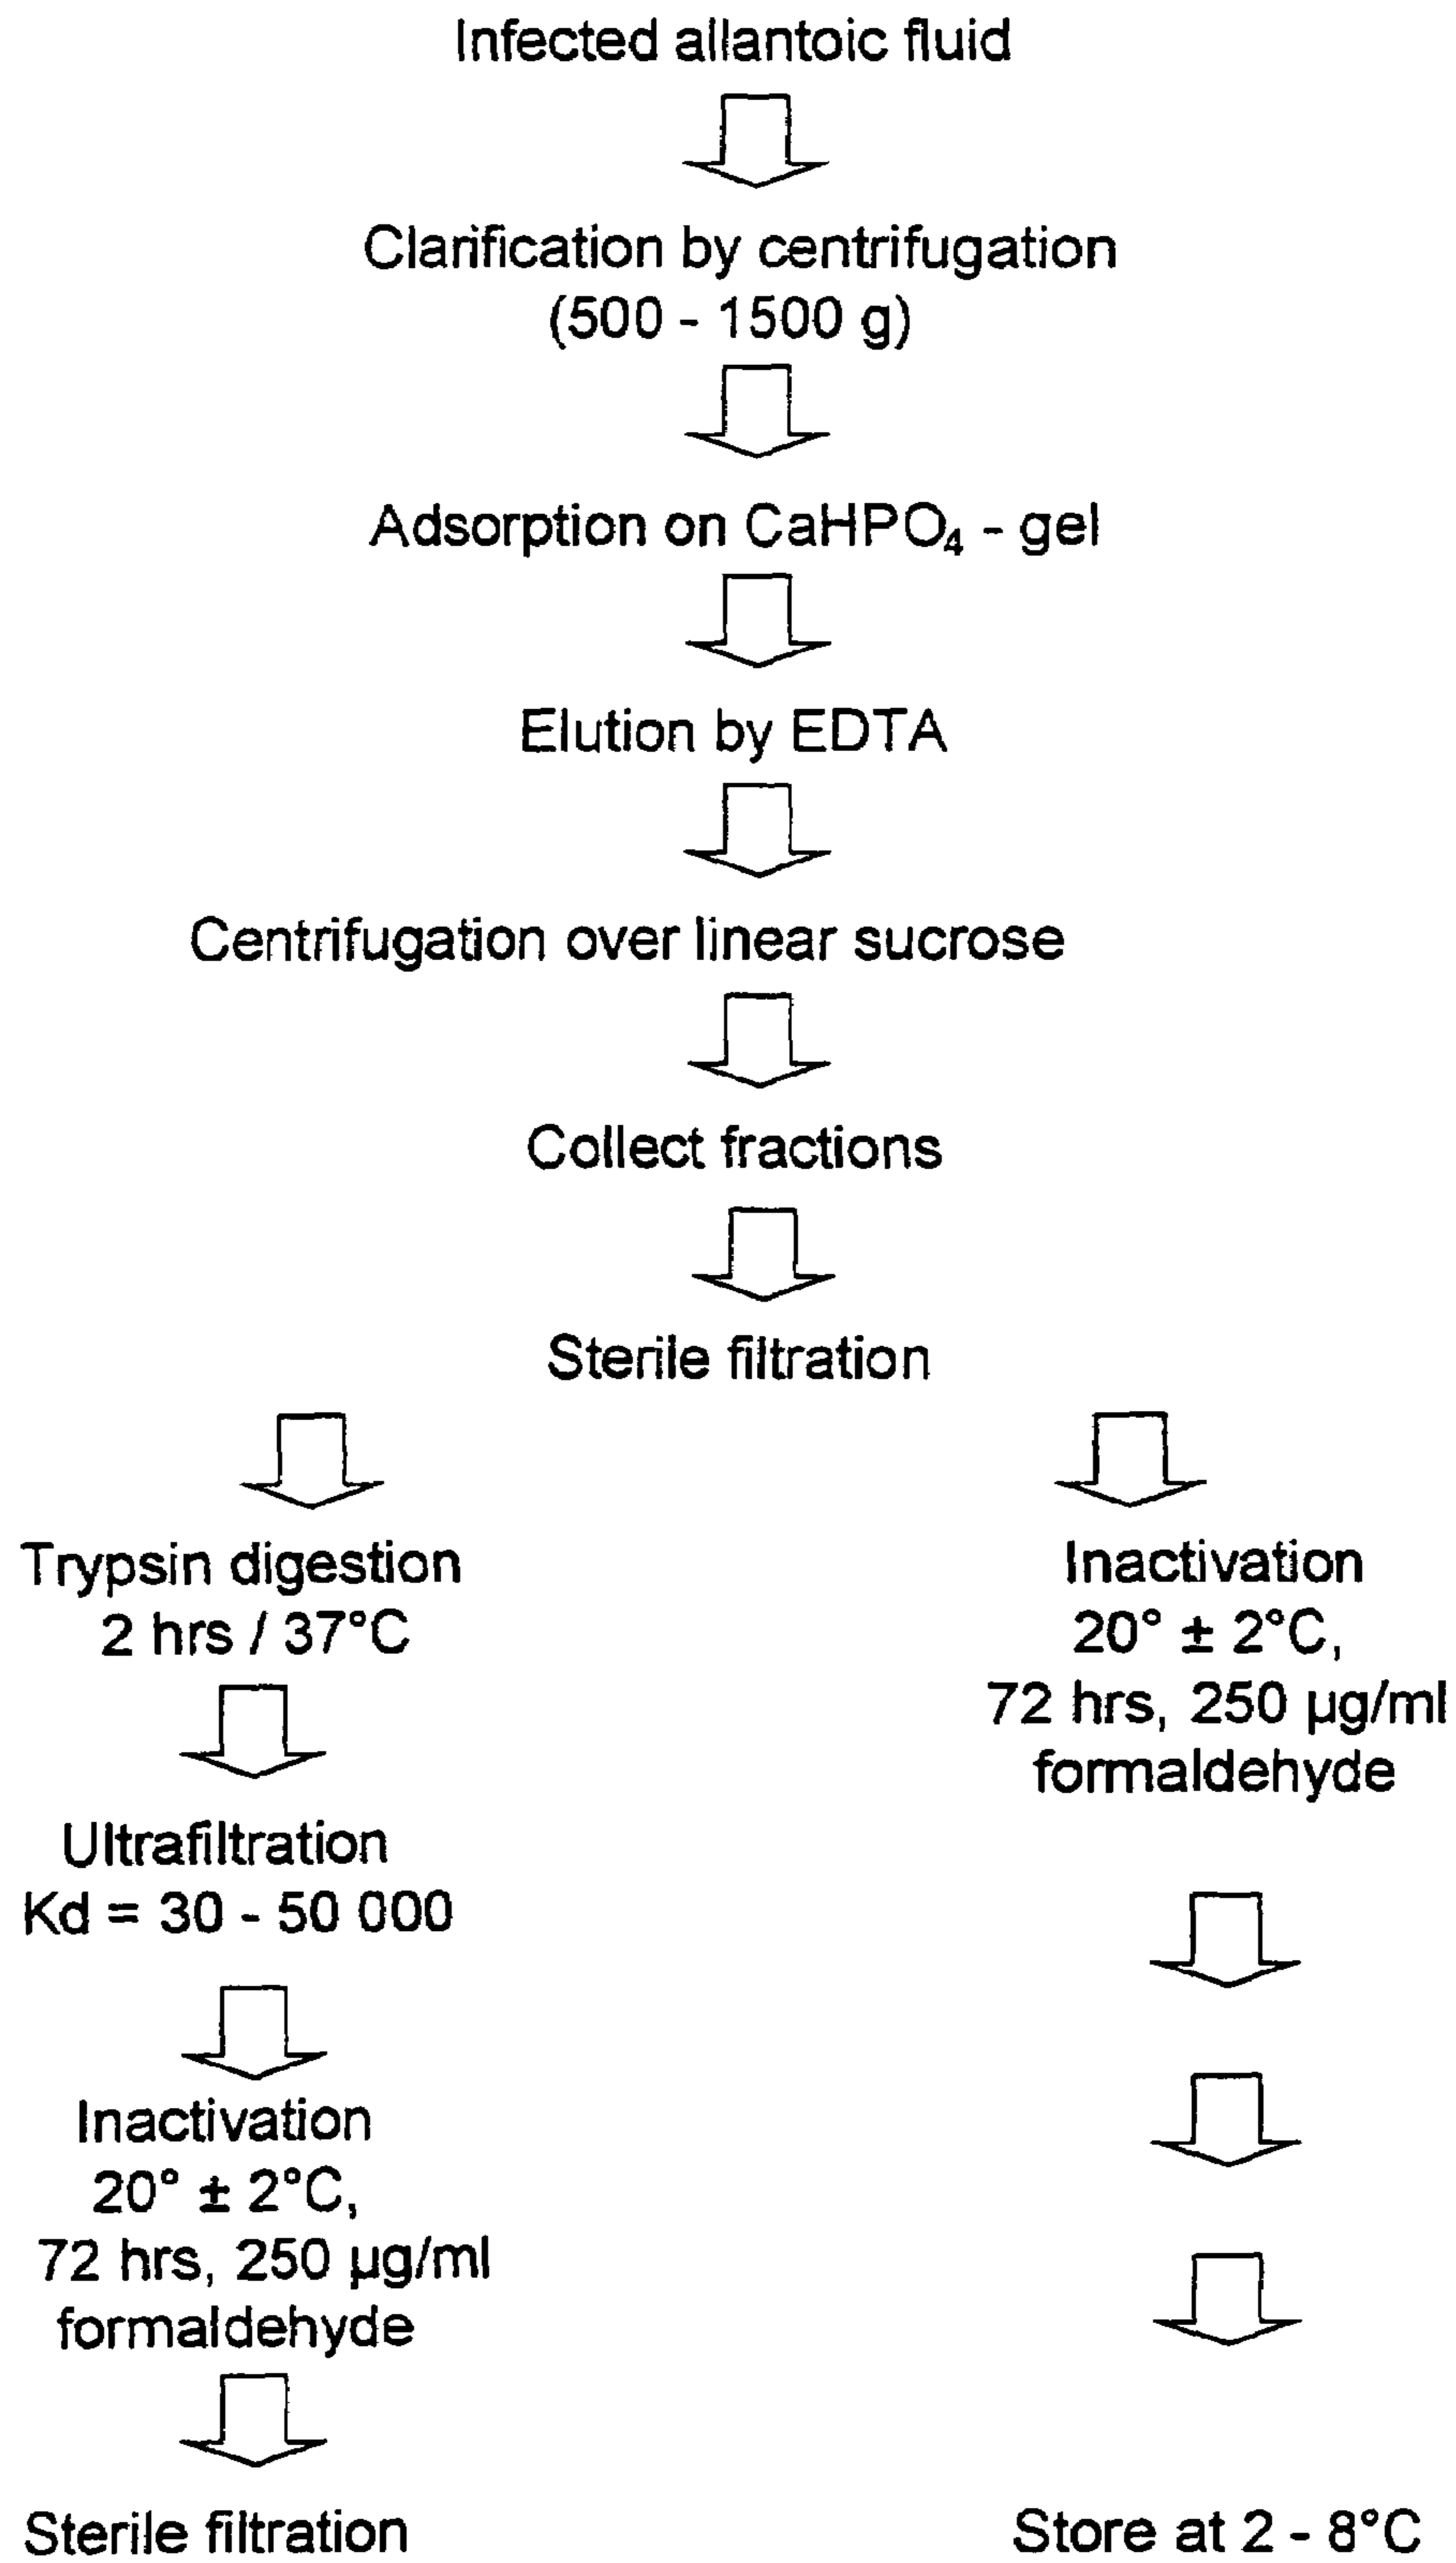 Infected allantoic fluid
Clarification by centrifugation
(500 - 1500 g)
Adsorption on CaHPO₄ - gel
Elution by EDTA
Centrifugation over linear sucrose
Collect fractions
Sterile filtration
Trypsin digestion
2 hrs / 37°C
Ultrafiltration
Kd = 30 - 50 000
Inactivation
20° ± 2°C,
72 hrs, 250 µg/ml
formaldehyde
Sterile filtration
Inactivation
20° ± 2°C,
72 hrs, 250 µg/ml
formaldehyde
Store at 2 - 8°C